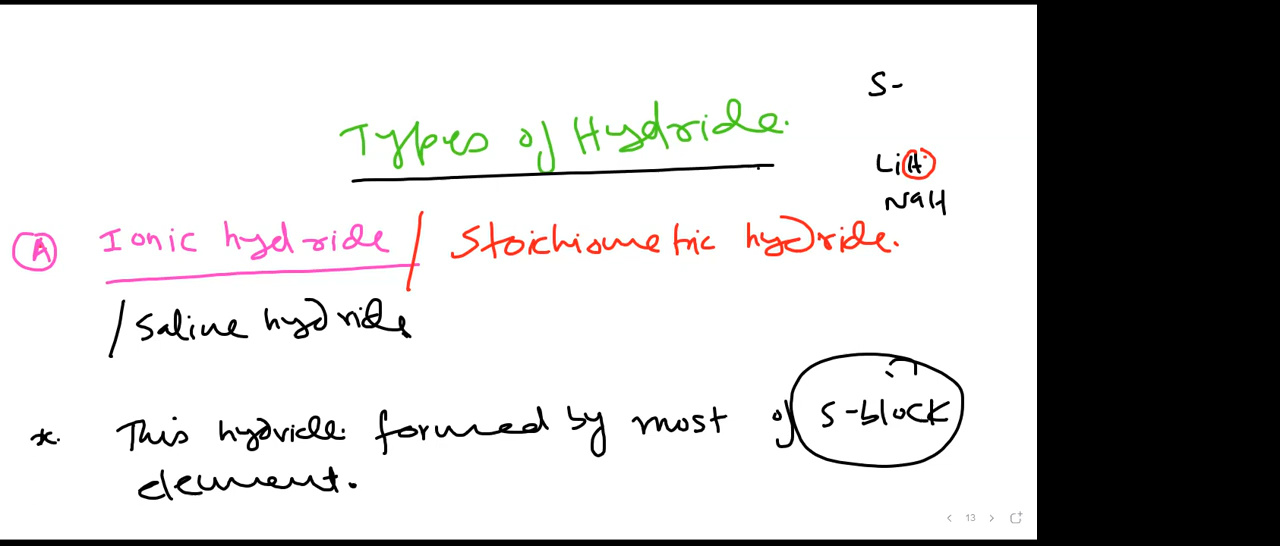 S-
Types of Hydride.
LiH
NaH
A Ionic hydride / Stoichiometric hydride.
/ Saline hydride
* This hydride formed by most of S-block
element.
13